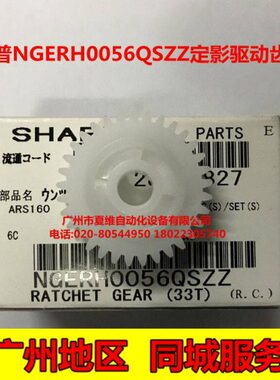 普NGERH0056QSZZ定影驱动齿
SHAR
PARTS
E
流通コード
327
部品名
ARS160
(S)/SET(S)
6C
广州市夏维自动化设备有限公司
020-80544950 18022305740
NGERH0056QSZZ
RATCHET GEAR (33T) (R.C.)
广州地区 同城服务